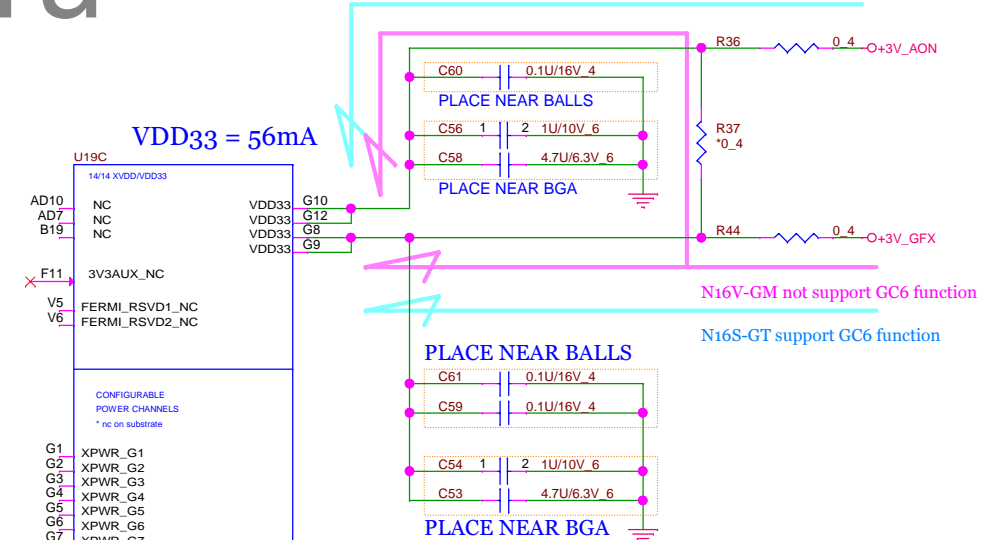 R36
0_4
+3V_AON
C60
0.1U/16V_4
PLACE NEAR BALLS
VDD33 = 56mA
C56
1
2
1U/10V_6
R37
*0_4
C58
4.7U/6.3V_6
PLACE NEAR BGA
U19C
14/14 XVDD/VDD33
AD10
NC
VDD33
G10
AD7
NC
VDD33
G12
B19
NC
VDD33
G8
VDD33
G9
R44
0_4
+3V_GFX
F11
3V3AUX_NC
N16V-GM not support GC6 function
V5
FERMI_RSVD1_NC
V6
FERMI_RSVD2_NC
N16S-GT support GC6 function
PLACE NEAR BALLS
C61
0.1U/16V_4
CONFIGURABLE
POWER CHANNELS
* nc on substrate
C59
0.1U/16V_4
G1
XPWR_G1
G2
XPWR_G2
C54
1
2
1U/10V_6
G3
XPWR_G3
G4
XPWR_G4
C53
4.7U/6.3V_6
G5
XPWR_G5
G6
XPWR_G6
PLACE NEAR BGA
G7
XPWR_G7